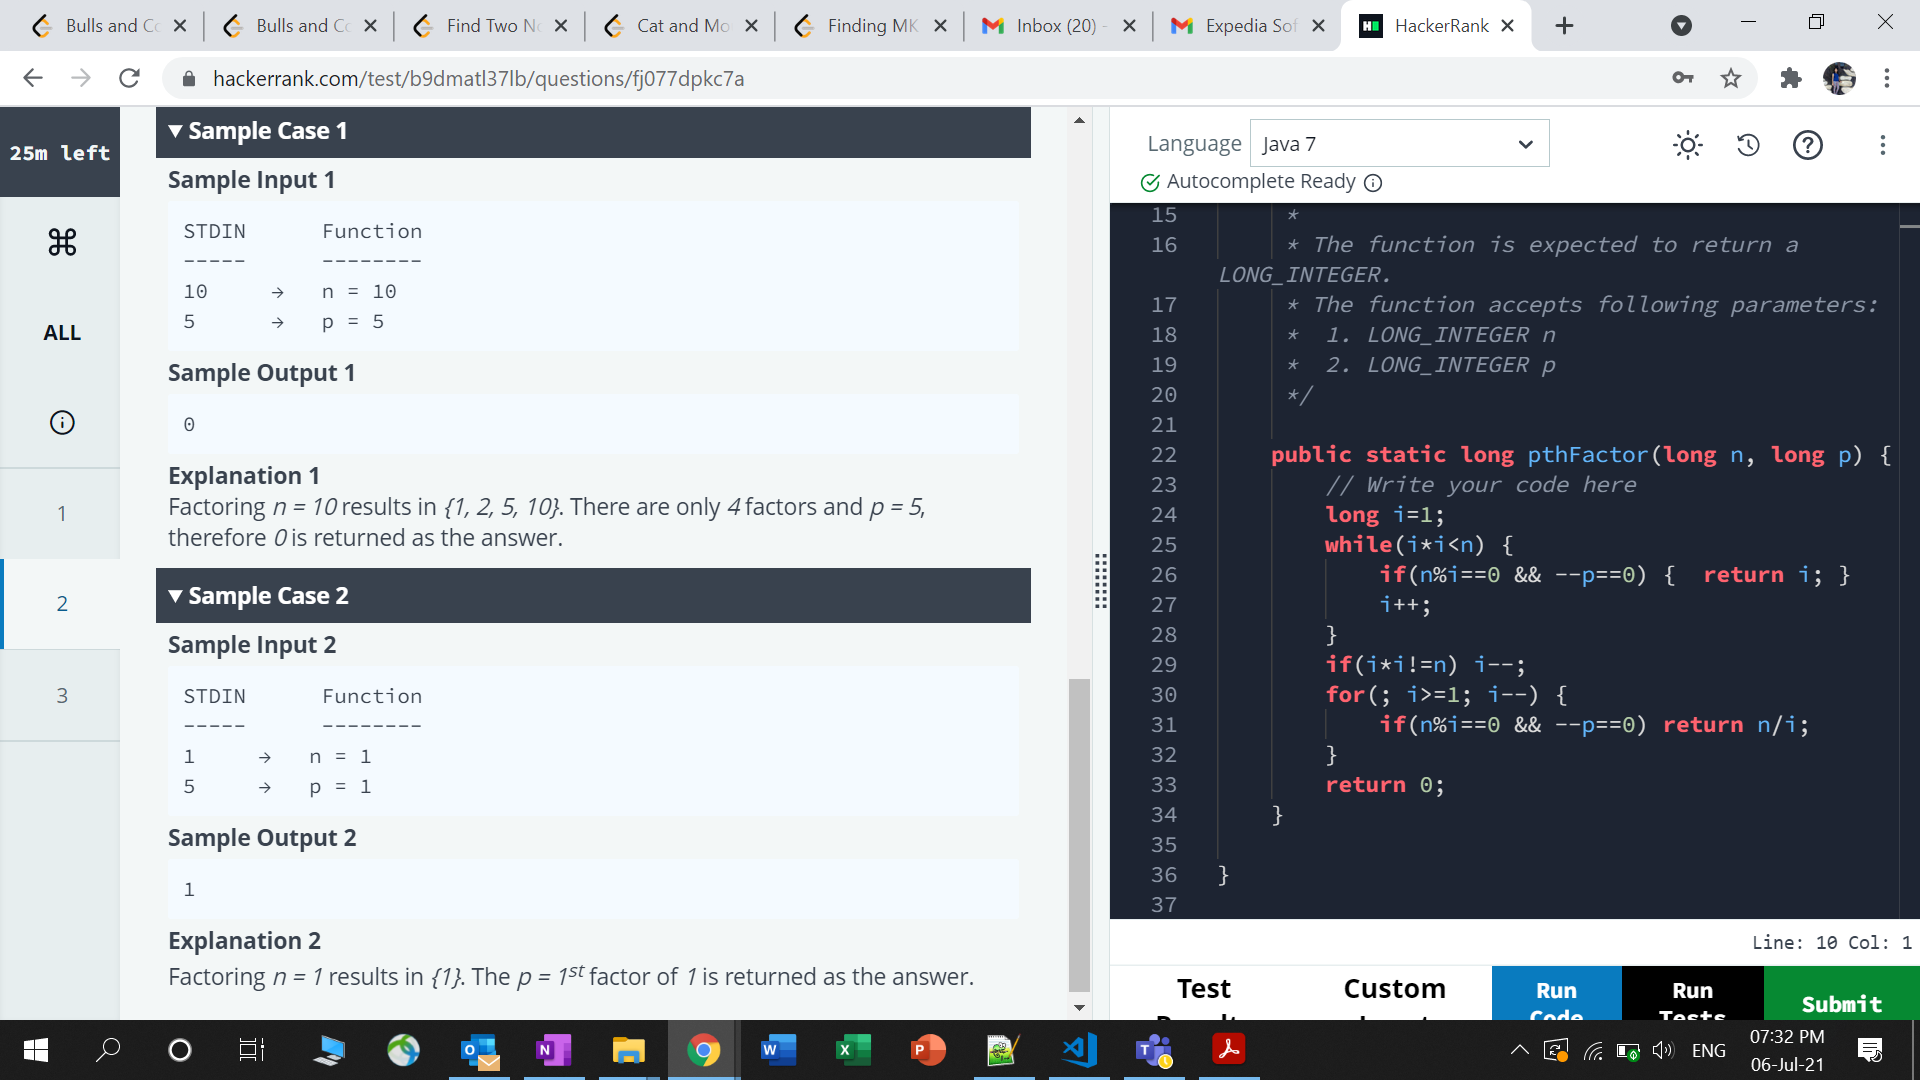 Bulls and Co
Bulls and Co
Find Two No
Cat and Mo
Finding MK
Inbox (20) -
Expedia Sof
HackerRank
hackerrank.com/test/b9dmatl37lb/questions/fj077dpkc7a
25m left
ALL
1
2
3
▼ Sample Case 1
Sample Input 1
STDIN Function
----- --------
10 → n = 10
5 → p = 5
Sample Output 1
0
Explanation 1
Factoring n = 10 results in {1, 2, 5, 10}. There are only 4 factors and p = 5,
therefore 0 is returned as the answer.
▼ Sample Case 2
Sample Input 2
STDIN Function
----- --------
1 → n = 1
5 → p = 1
Sample Output 2
1
Explanation 2
Factoring n = 1 results in {1}. The p = 1st factor of 1 is returned as the answer.
Language Java 7
Autocomplete Ready
15 *
16 * The function is expected to return a
LONG_INTEGER.
17 * The function accepts following parameters:
18 * 1. LONG_INTEGER n
19 * 2. LONG_INTEGER p
20 */
21
22 public static long pthFactor(long n, long p) {
23 // Write your code here
24 long i=1;
25 while(i*i<n) {
26 if(n%i==0 && --p==0) { return i; }
27 i++;
28 }
29 if(i*i!=n) i--;
30 for(; i>=1; i--) {
31 if(n%i==0 && --p==0) return n/i;
32 }
33 return 0;
34 }
35
36 }
37
Line: 10 Col: 1
Test
Custom
Run
Code
Run
Tests
Submit
ENG
07:32 PM
06-Jul-21